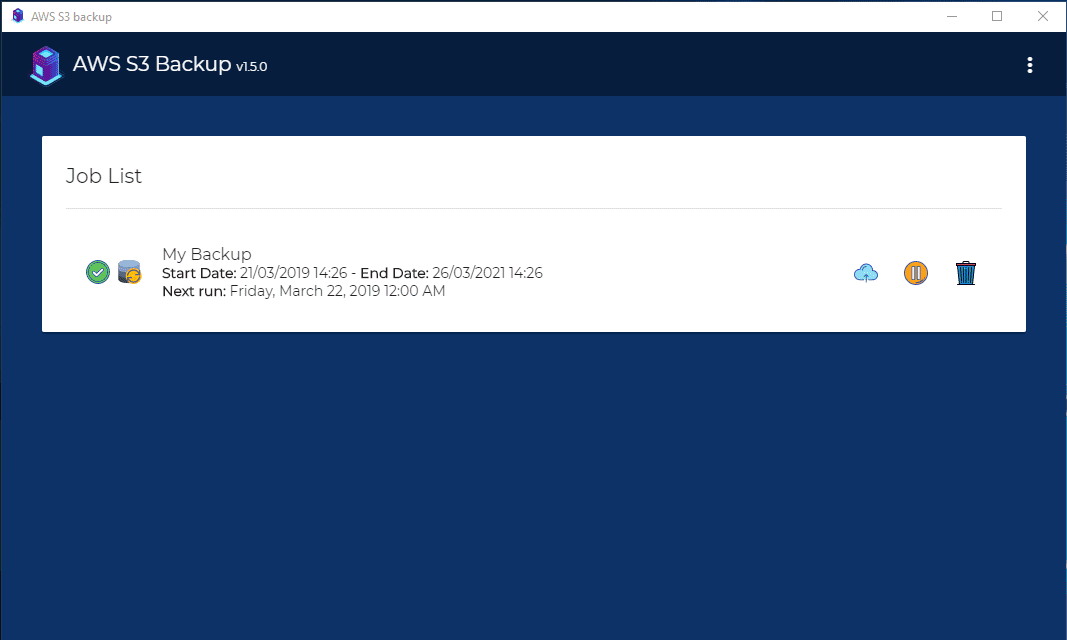 AWS S3 backup
AWS S3 Backup v1.5.0
Job List
My Backup
Start Date: 21/03/2019 14:26 - End Date: 26/03/2021 14:26
Next run: Friday, March 22, 2019 12:00 AM